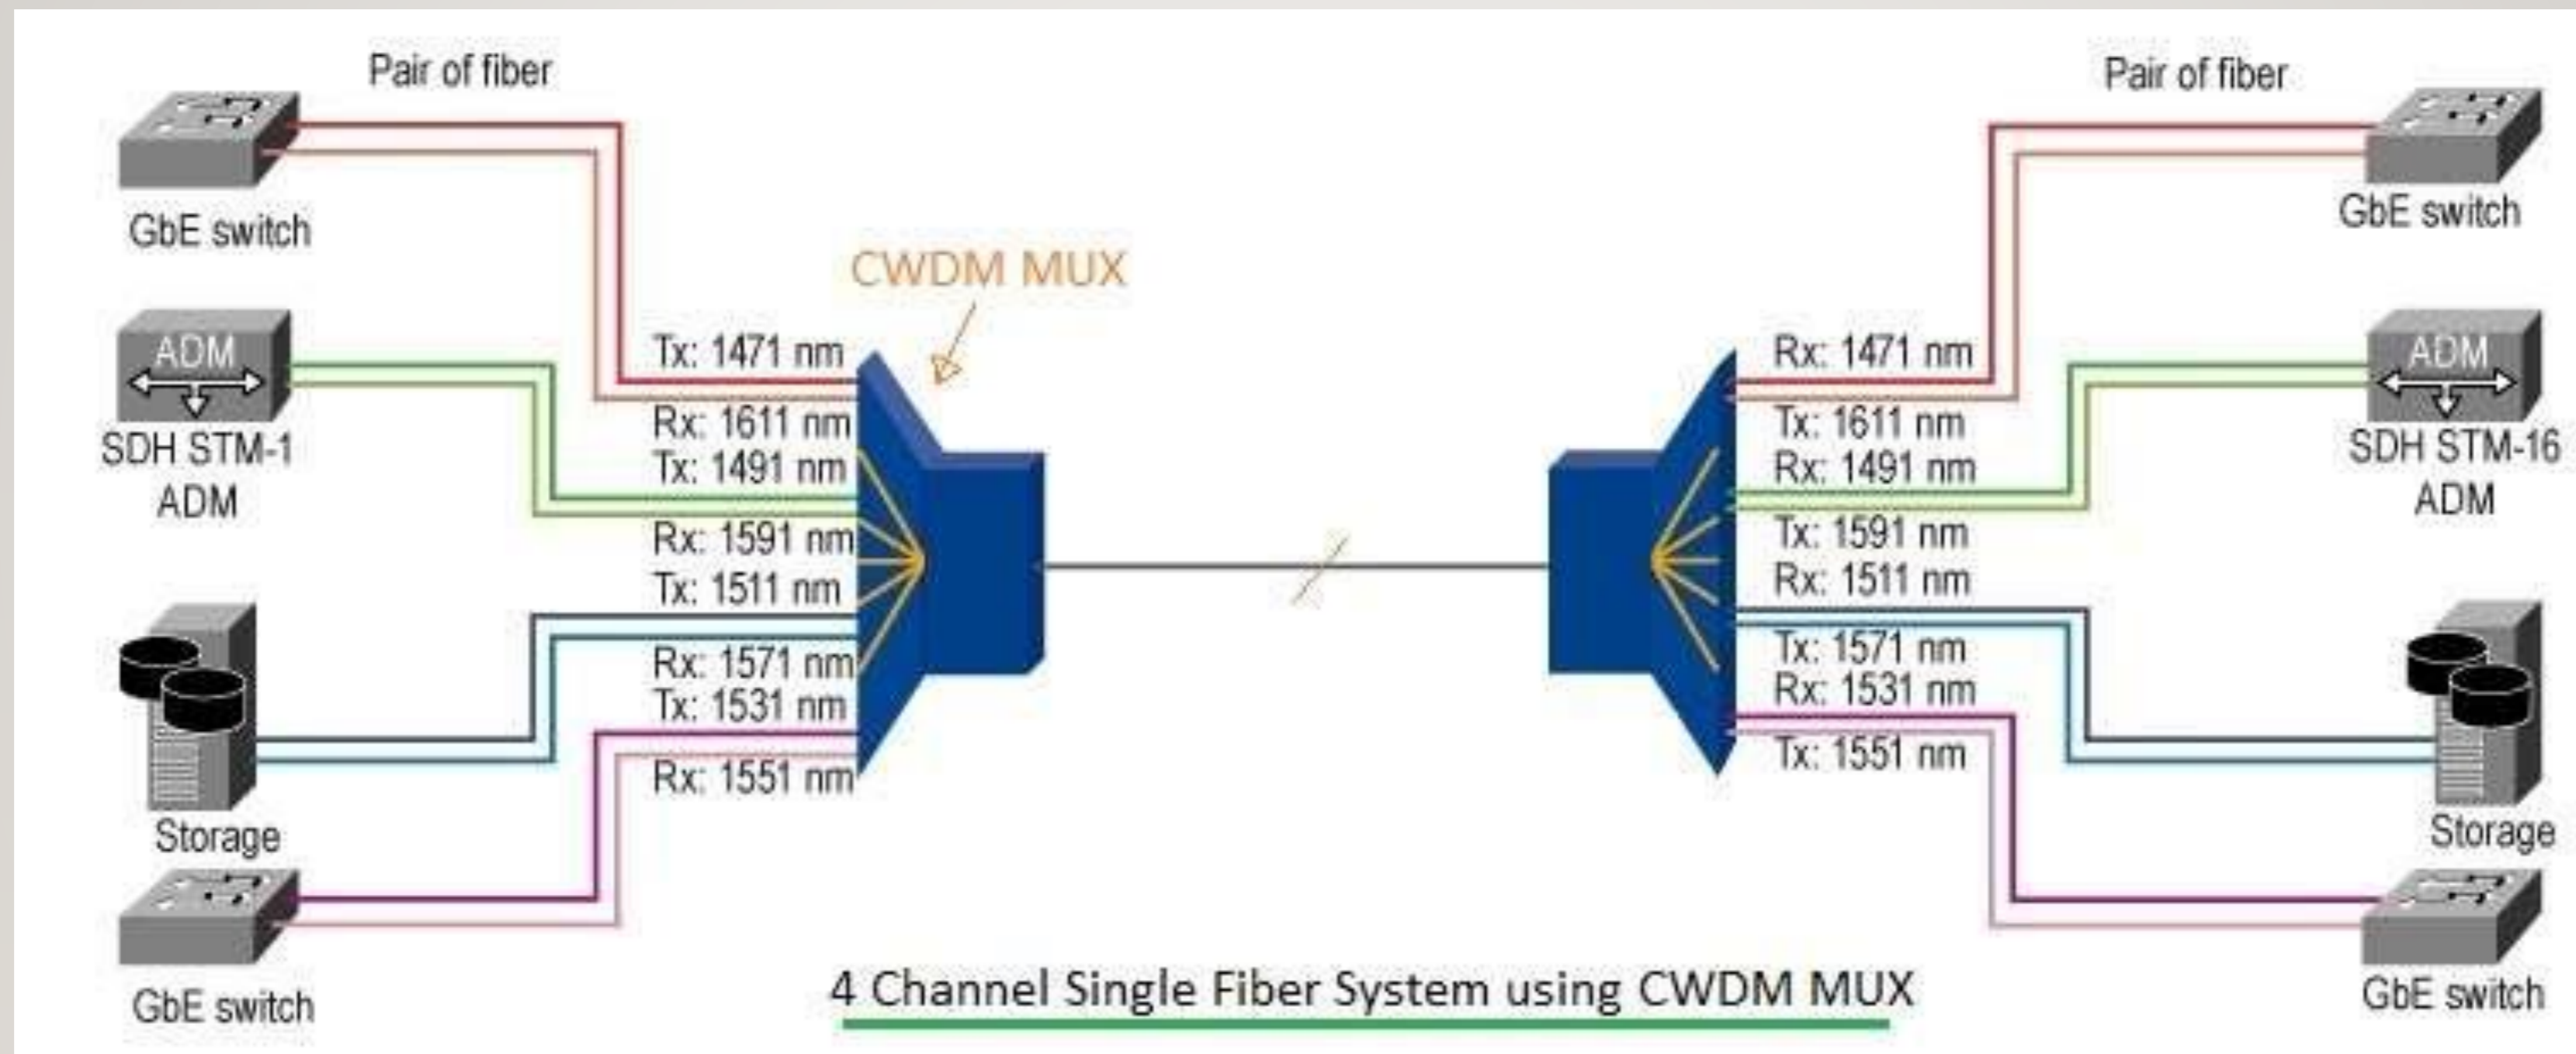 Pair of fiber
GbE switch
ADM
SDH STM-1
ADM
Storage
GbE switch
CWDM MUX
Tx: 1471 nm
Rx: 1611 nm
Tx: 1491 nm
Rx: 1591 nm
Tx: 1511 nm
Rx: 1571 nm
Tx: 1531 nm
Rx: 1551 nm
Rx: 1471 nm
Tx: 1611 nm
Rx: 1491 nm
Tx: 1591 nm
Rx: 1511 nm
Tx: 1571 nm
Rx: 1531 nm
Tx: 1551 nm
Pair of fiber
GbE switch
ADM
SDH STM-16
ADM
Storage
GbE switch
4 Channel Single Fiber System using CWDM MUX